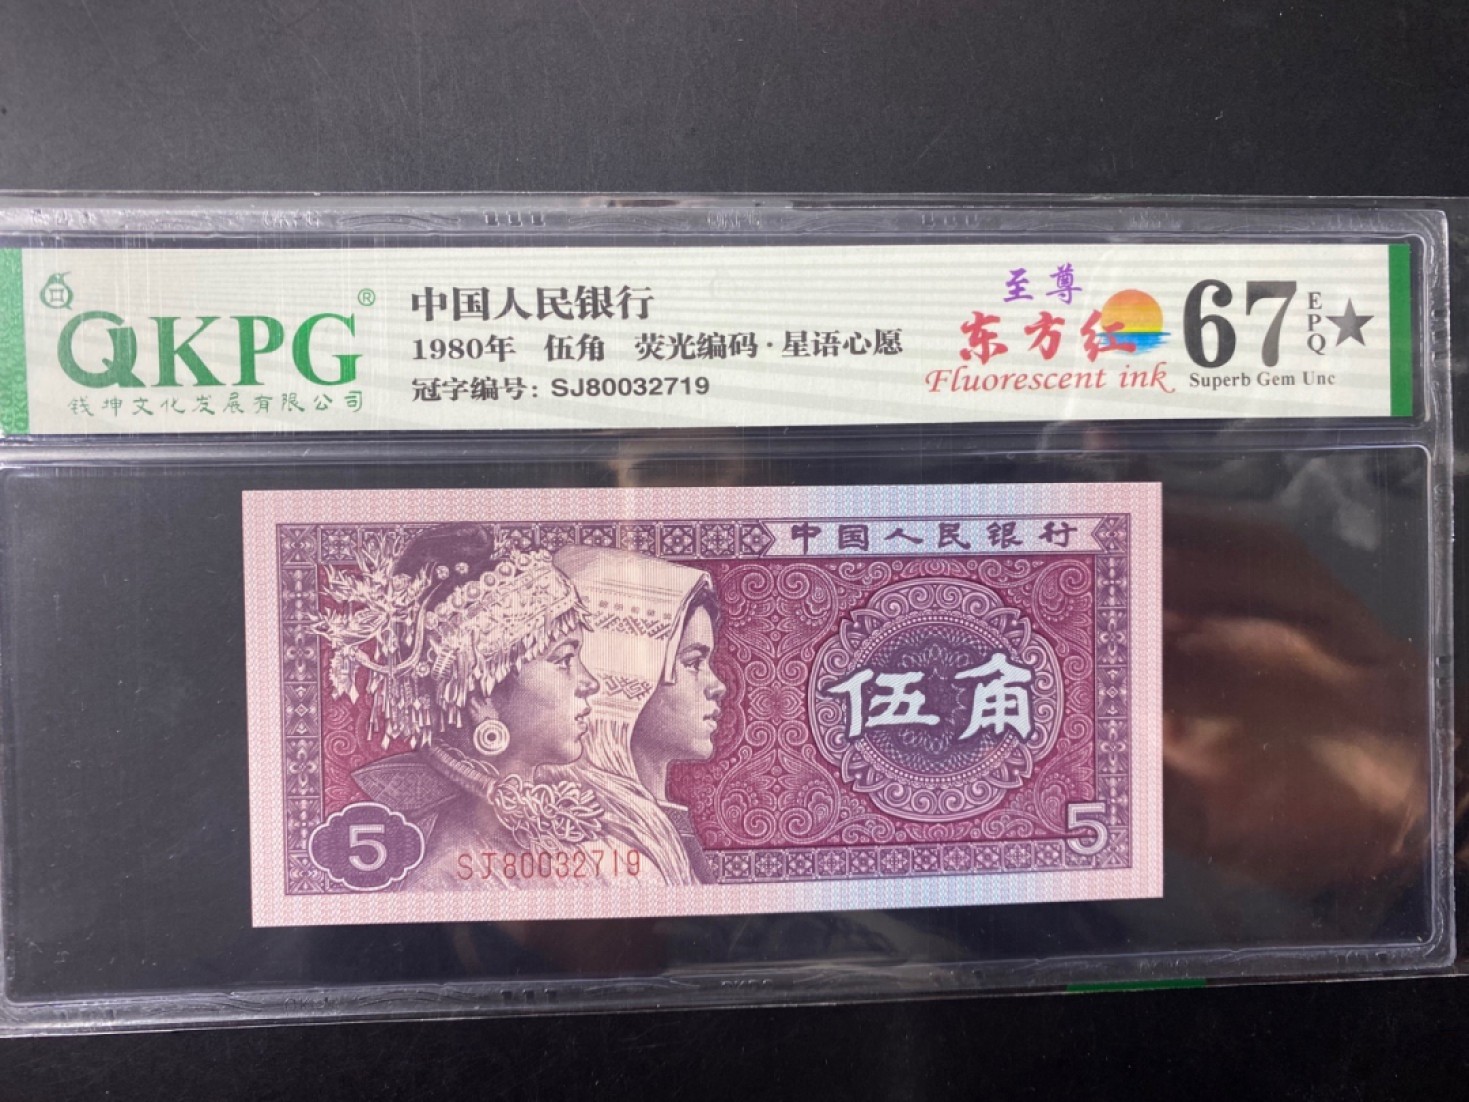 QKPG®
钱坤文化发展有限公司
中国人民银行
1980年 伍角 荧光编码·星语心愿
冠字编号: SJ80032719
至尊
东方红
Fluorescent ink
67 EPQ ★
Superb Gem Unc
中国人民银行
伍角
5
SJ80032719
5